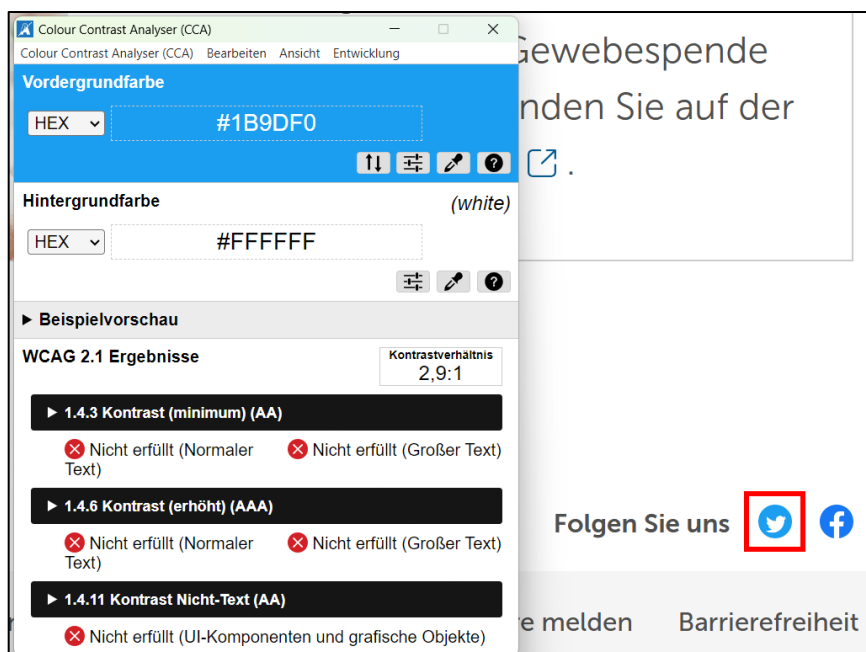 Colour Contrast Analyser (CCA)
Colour Contrast Analyser (CCA) Bearbeiten Ansicht Entwicklung
Vordergrundfarbe
HEX #1B9DF0
Hintergrundfarbe (white)
HEX #FFFFFF
Beispielvorschau
WCAG 2.1 Ergebnisse
Kontrastverhältnis
2,9:1
1.4.3 Kontrast (minimum) (AA)
Nicht erfüllt (Normaler Text)
Nicht erfüllt (Großer Text)
1.4.6 Kontrast (erhöht) (AAA)
Nicht erfüllt (Normaler Text)
Nicht erfüllt (Großer Text)
1.4.11 Kontrast Nicht-Text (AA)
Nicht erfüllt (UI-Komponenten und grafische Objekte)
Gewebespende
nden Sie auf der
.
Folgen Sie uns
e melden Barrierefreiheit